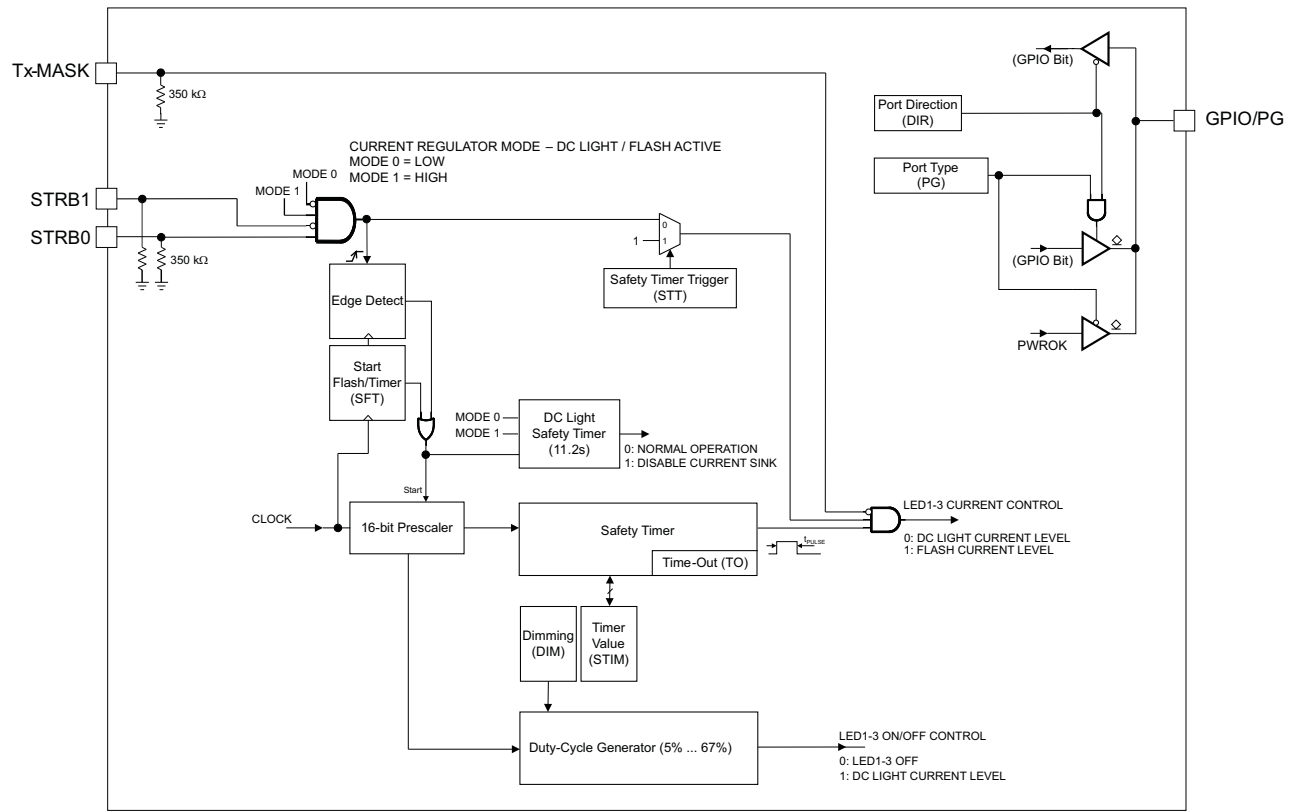 Tx-MASK
350 kΩ
(GPIO Bit)
Port Direction
(DIR)
GPIO/PG
CURRENT REGULATOR MODE – DC LIGHT / FLASH ACTIVE
MODE 0 = LOW
MODE 1 = HIGH
MODE 0
MODE 1
Port Type
(PG)
STRB1
STRB0
350 kΩ
0
1
1
(GPIO Bit)
Safety Timer Trigger
(STT)
Edge Detect
PWROK
Start
Flash/Timer
(SFT)
MODE 0
MODE 1
DC Light
Safety Timer
(11.2s)
0: NORMAL OPERATION
1: DISABLE CURRENT SINK
Start
CLOCK
16-bit Prescaler
Safety Timer
Time-Out (TO)
tPULSE
LED1-3 CURRENT CONTROL
0: DC LIGHT CURRENT LEVEL
1: FLASH CURRENT LEVEL
Dimming
(DIM)
Timer
Value
(STIM)
Duty-Cycle Generator (5% ... 67%)
LED1-3 ON/OFF CONTROL
0: LED1-3 OFF
1: DC LIGHT CURRENT LEVEL